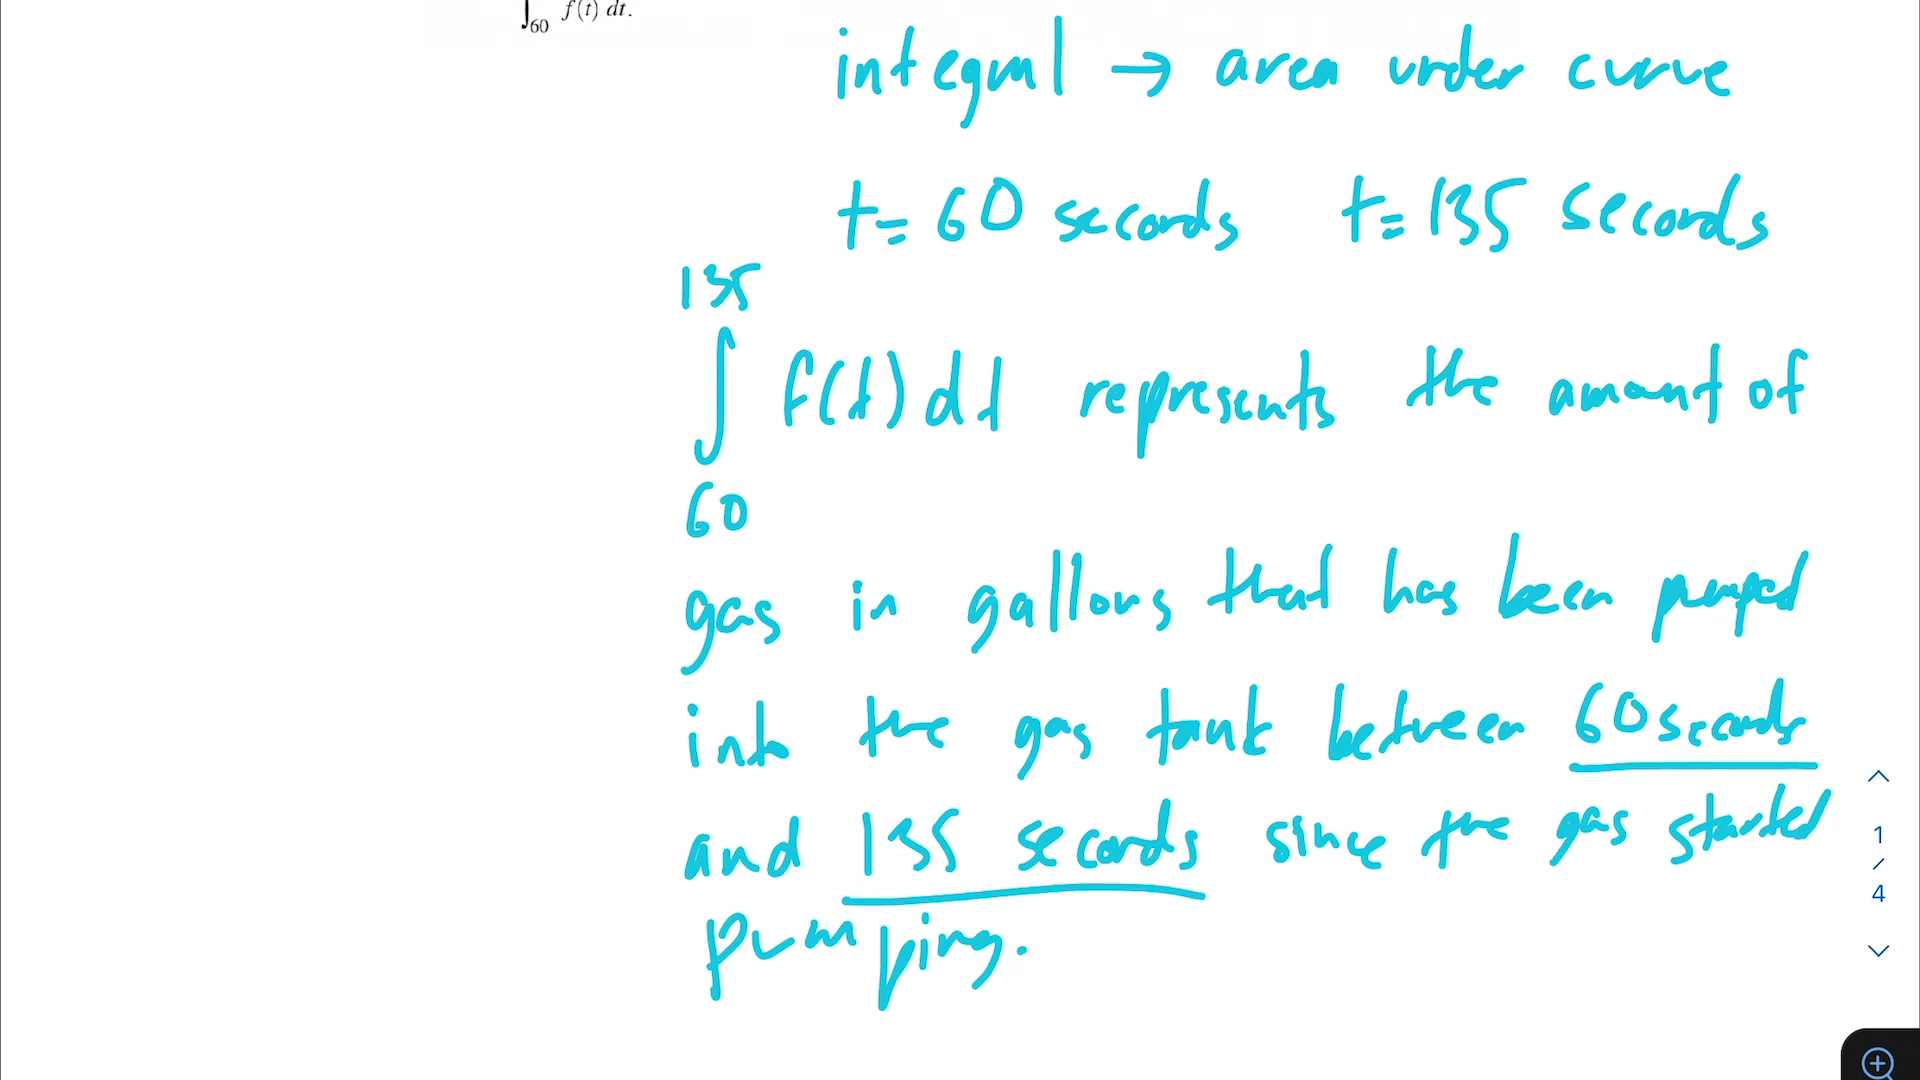 ∫60 f(t) dt.
integral → area under curve
t = 60 seconds t = 135 seconds
135
∫ f(t) dt represents the amount of
60
gas in gallons that has been pumped
into the gas tank between 60 seconds
and 135 seconds since the gas started
pumping.
1
/
4